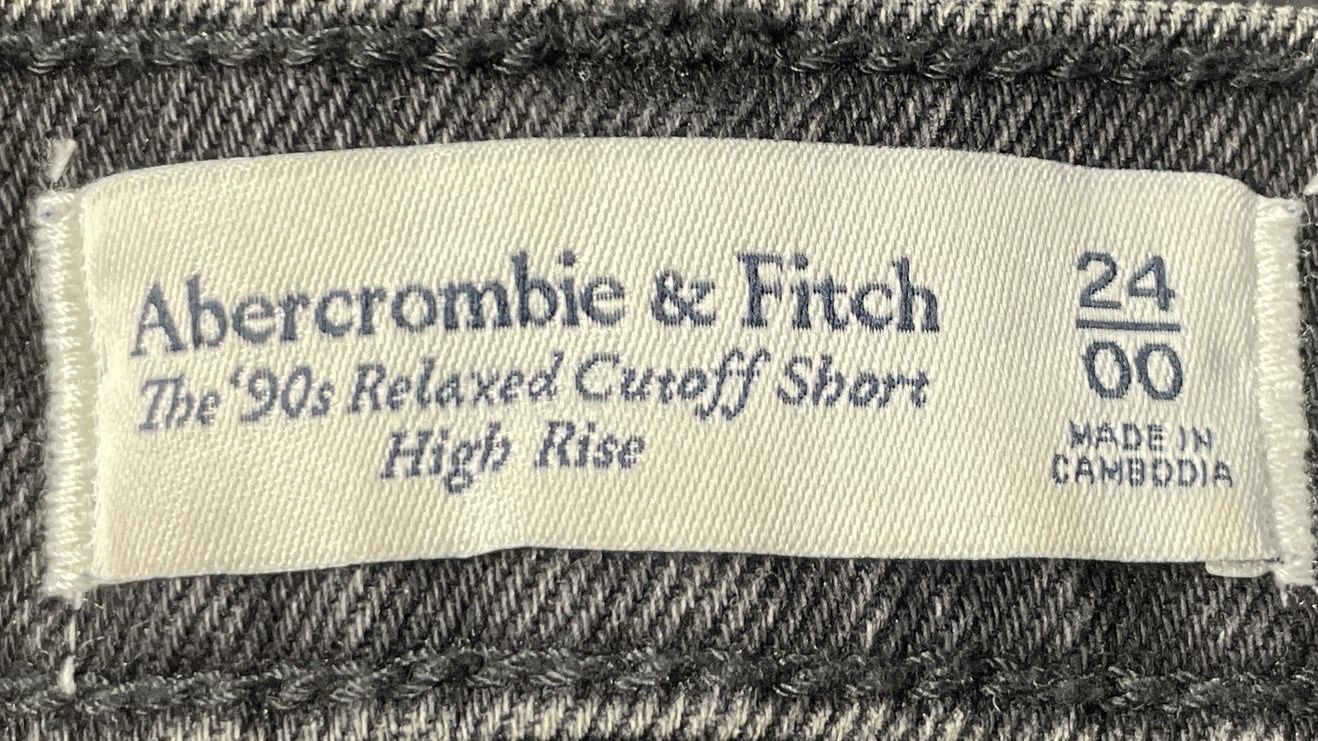 Abercrombie & Fitch
The ‘90s Relaxed Cutoff Short
High Rise
24
00
MADE IN
CAMBODIA